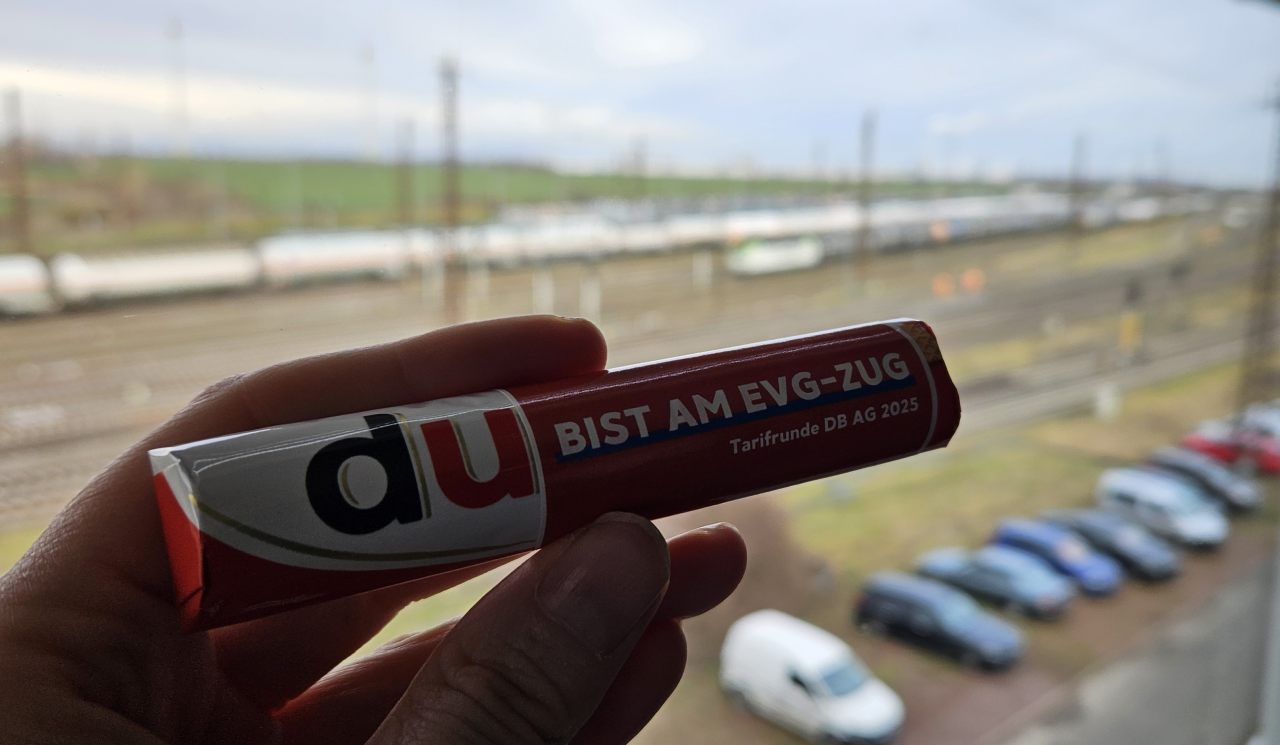 du
BIST AM EVG-ZUG
Tarifrunde DB AG 2025